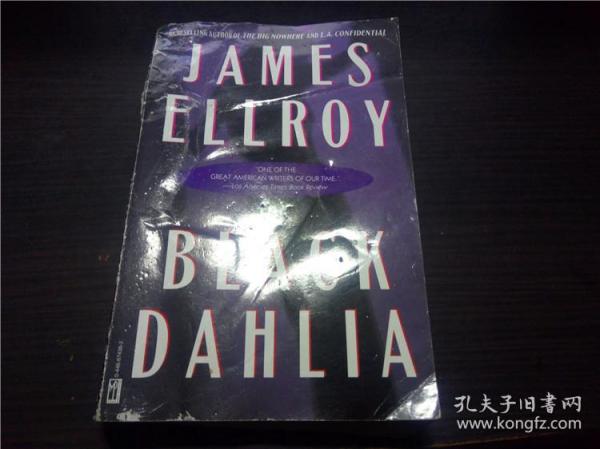 BESTSELLING AUTHOR OF THE BIG NOWHERE AND L.A. CONFIDENTIAL
JAMES
ELLROY
"ONE OF THE
GREAT AMERICAN WRITERS OF OUR TIME."
—Los Angeles Times Book Review
BLACK
DAHLIA
孔夫子旧書网
www.kongfz.com